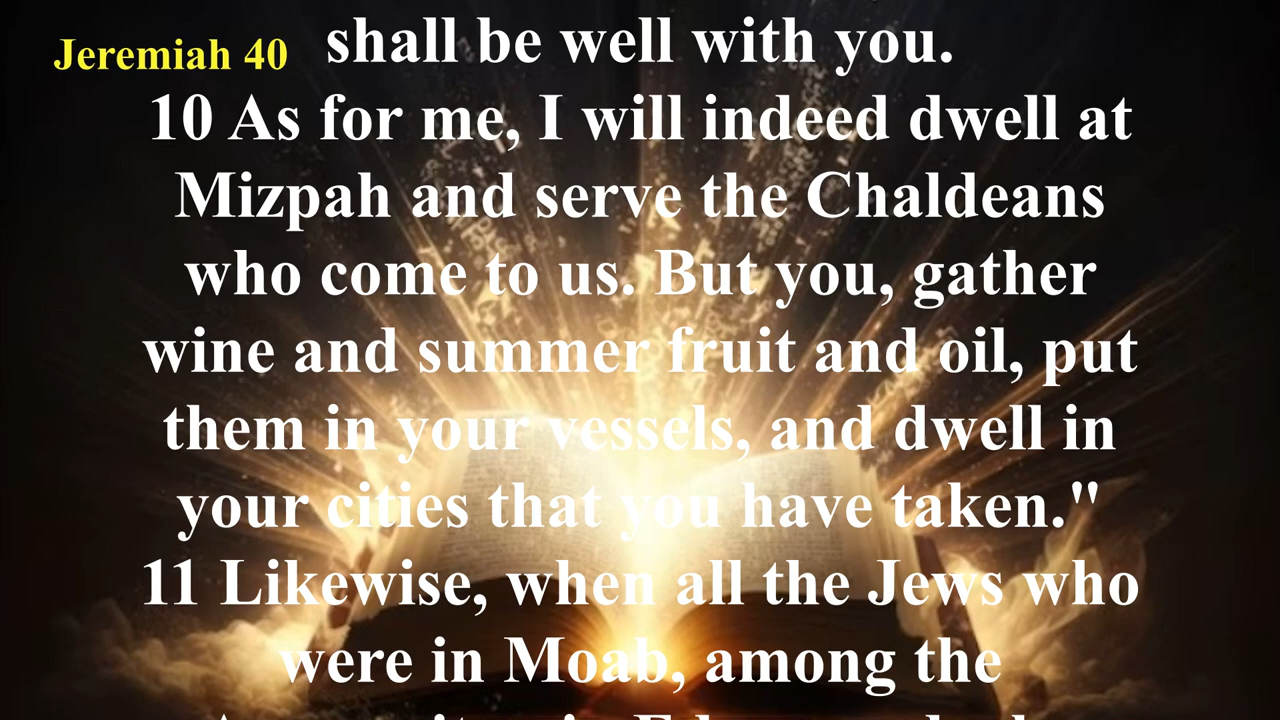 Jeremiah 40
shall be well with you.
10 As for me, I will indeed dwell at
Mizpah and serve the Chaldeans
who come to us. But you, gather
wine and summer fruit and oil, put
them in your vessels, and dwell in
your cities that you have taken."
11 Likewise, when all the Jews who
were in Moab, among the